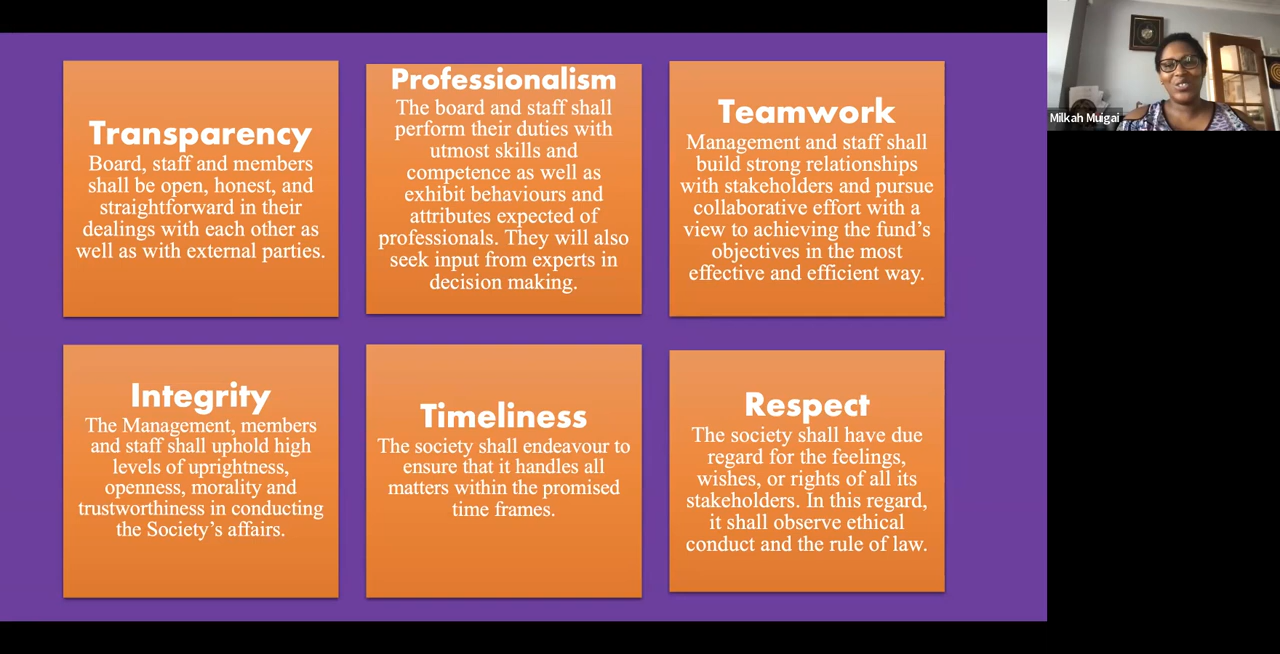 Transparency
Board, staff and members
shall be open, honest, and
straightforward in their
dealings with each other as
well as with external parties.
Professionalism
The board and staff shall
perform their duties with
utmost skills and
competence as well as
exhibit behaviours and
attributes expected of
professionals. They will also
seek input from experts in
decision making.
Teamwork
Management and staff shall
build strong relationships
with stakeholders and pursue
collaborative effort with a
view to achieving the fund’s
objectives in the most
effective and efficient way.
Integrity
The Management, members
and staff shall uphold high
levels of uprightness,
openness, morality and
trustworthiness in conducting
the Society’s affairs.
Timeliness
The society shall endeavour to
ensure that it handles all
matters within the promised
time frames.
Respect
The society shall have due
regard for the feelings,
wishes, or rights of all its
stakeholders. In this regard,
it shall observe ethical
conduct and the rule of law.
Milkah Muigai